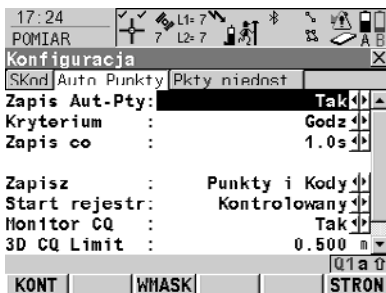 17:24
POMIAR
7 L1= 7
L2= 7
A B
Konfiguracja X
SKod Auto Punkty Pkty niedost
Zapis Aut-Pty: Tak
Kryterium : Godz
Zapis co : 1.0s
Zapisz : Punkty i Kody
Start rejestr: Kontrolowany
Monitor CQ : Tak
3D CQ Limit : 0.500 m
Q1 a
KONT WMASK STRON